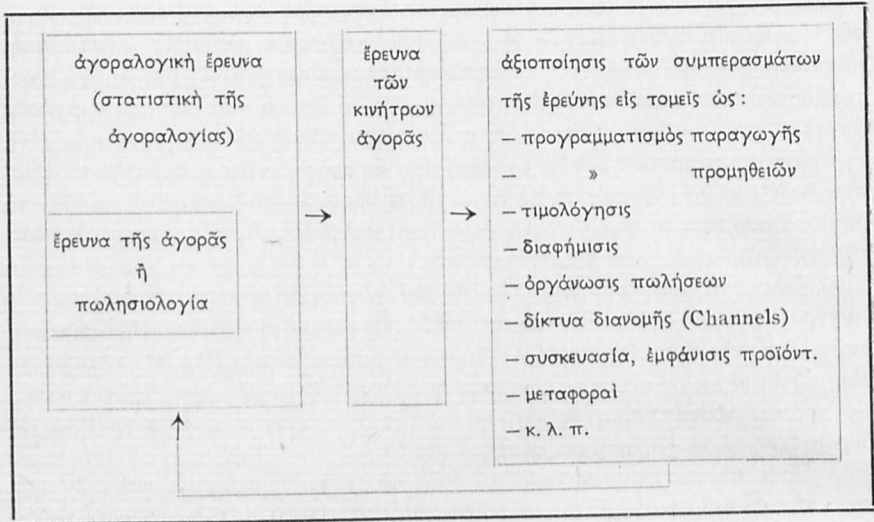 ἀγοραλογικὴ ἔρευνα
(στατιστικὴ τῆς
ἀγοραλογίας)
ἔρευνα τῆς ἀγορᾶς
ἢ
πωλησιολογία
→
ἔρευνα
τῶν
κινήτρων
ἀγορᾶς
→
ἀξιοποίησις τῶν συμπερασμάτων
τῆς ἐρεύνης εἰς τομεῖς ὡς:
— προγραμματισμὸς παραγωγῆς
» προμηθειῶν
— τιμολόγησις
— διαφήμισις
— ὀργάνωσις πωλήσεων
— δίκτυα διανομῆς (Channels)
— συσκευασία, ἐμφάνισις προϊόντ.
— μεταφοραὶ
— κ. λ. π.